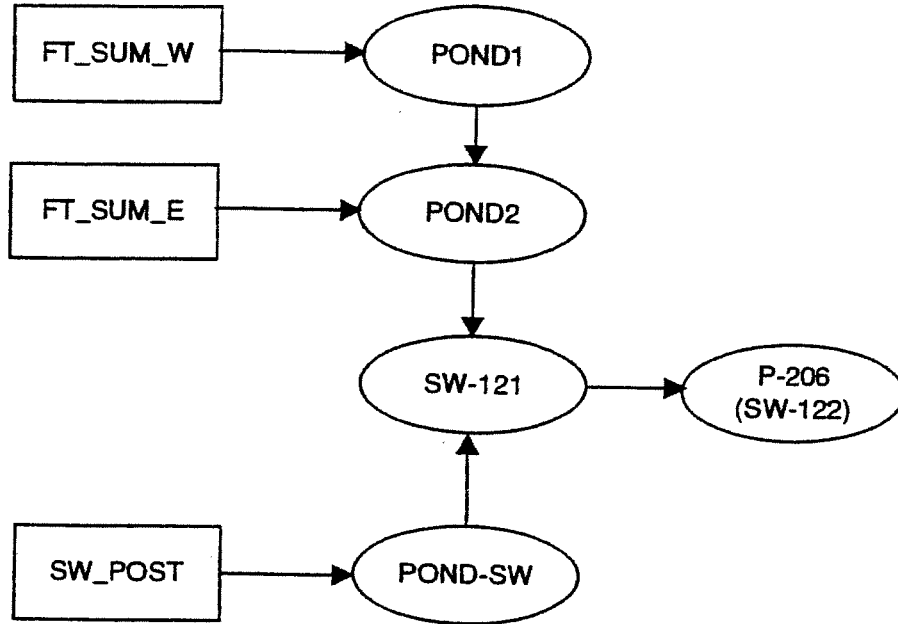 FT_SUM_W
POND1
FT_SUM_E
POND2
SW-121
P-206
(SW-122)
SW_POST
POND-SW